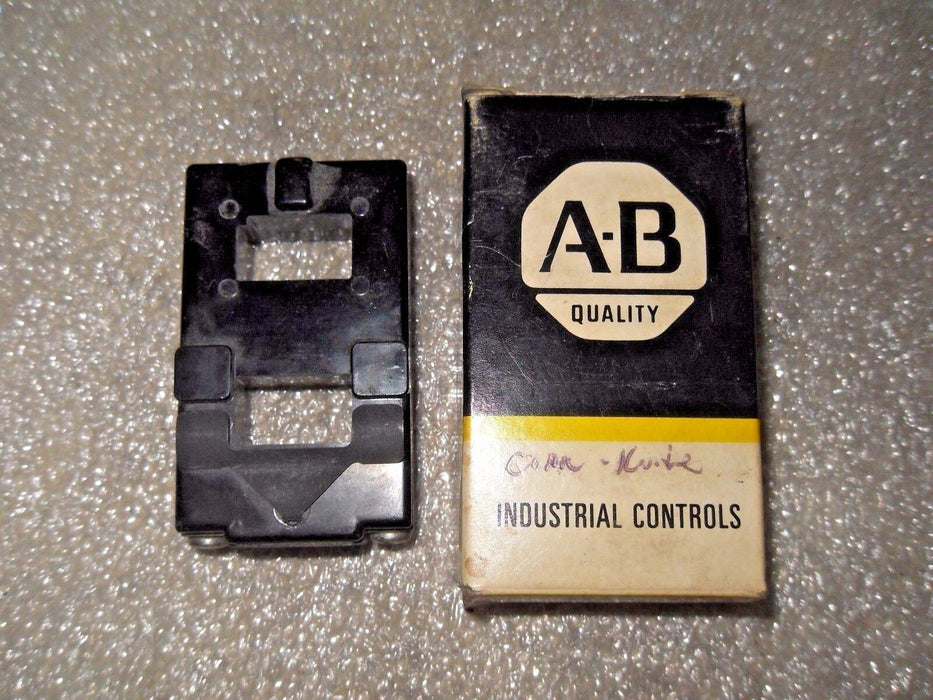 A-B
QUALITY
INDUSTRIAL CONTROLS